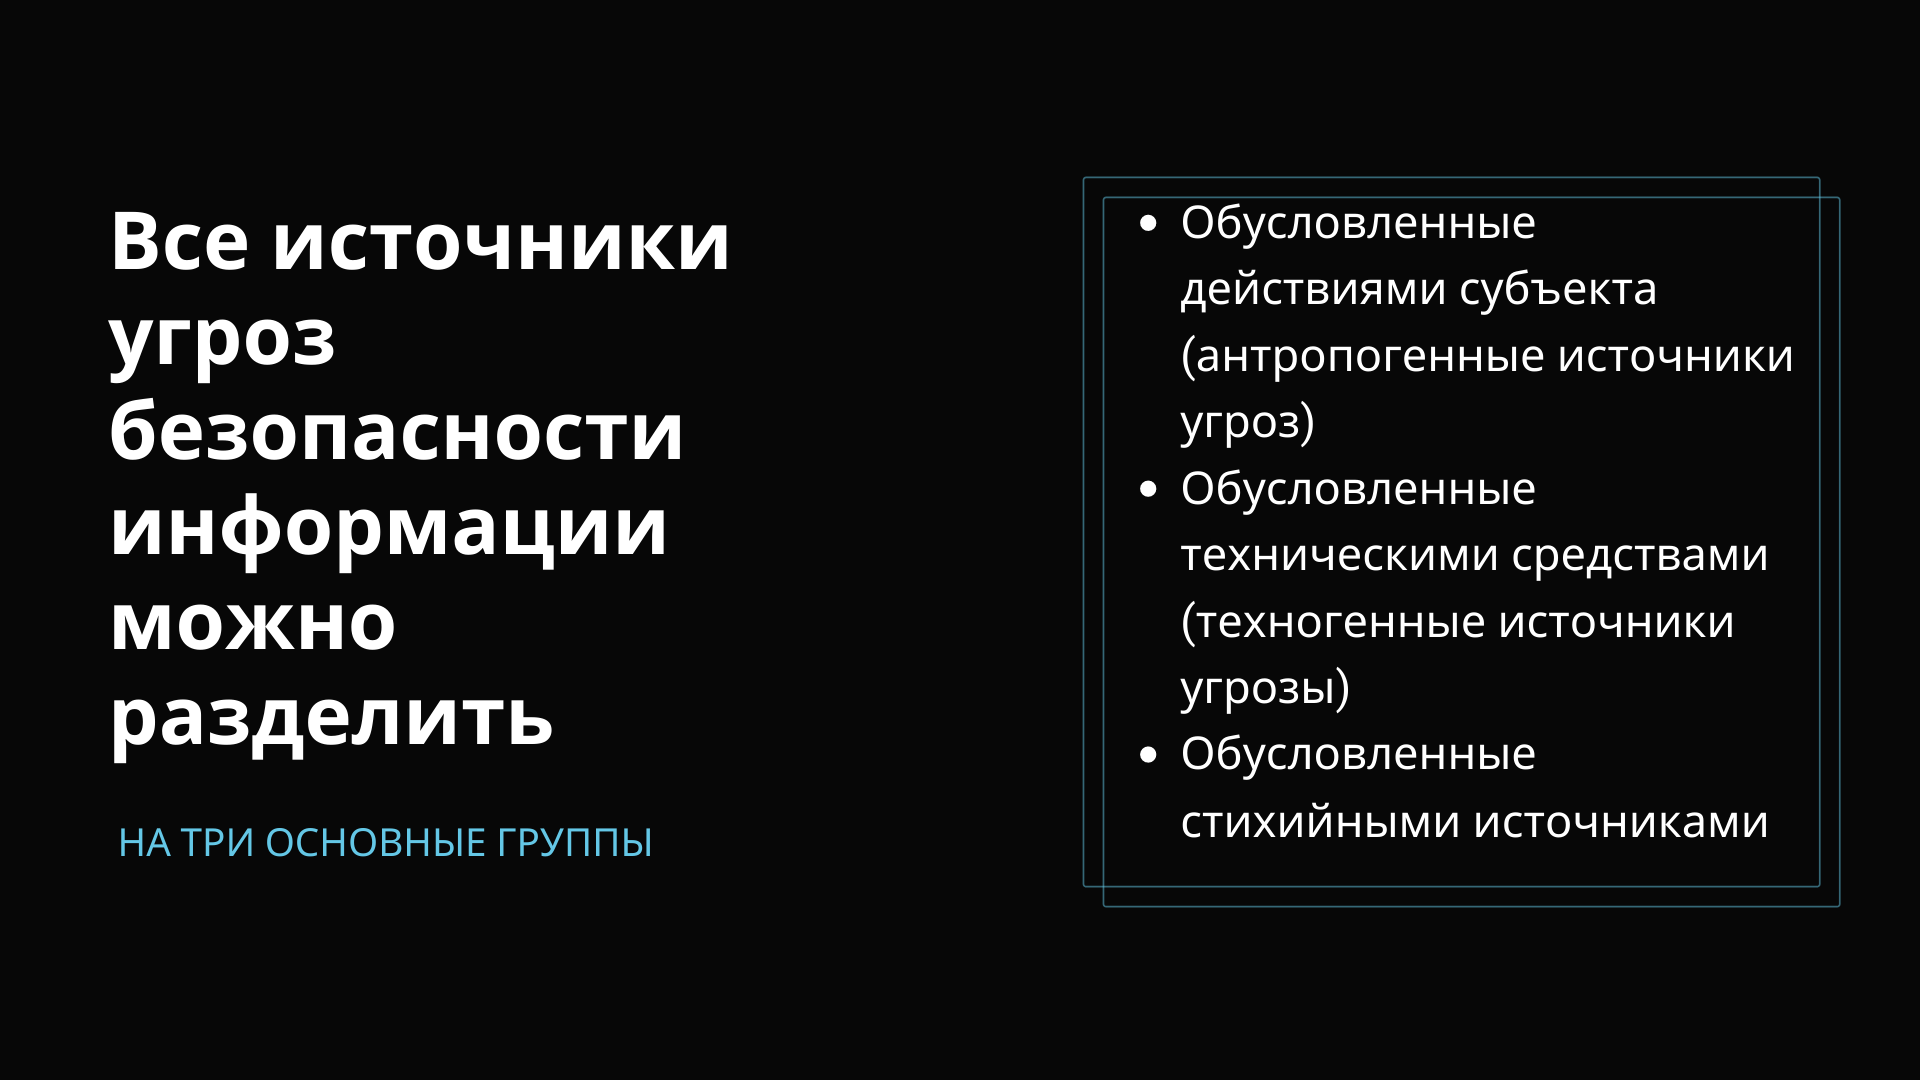 Все источники
угроз
безопасности
информации
можно
разделить
НА ТРИ ОСНОВНЫЕ ГРУППЫ
• Обусловленные
действиями субъекта
(антропогенные источники
угроз)
• Обусловленные
техническими средствами
(техногенные источники
угрозы)
• Обусловленные
стихийными источниками